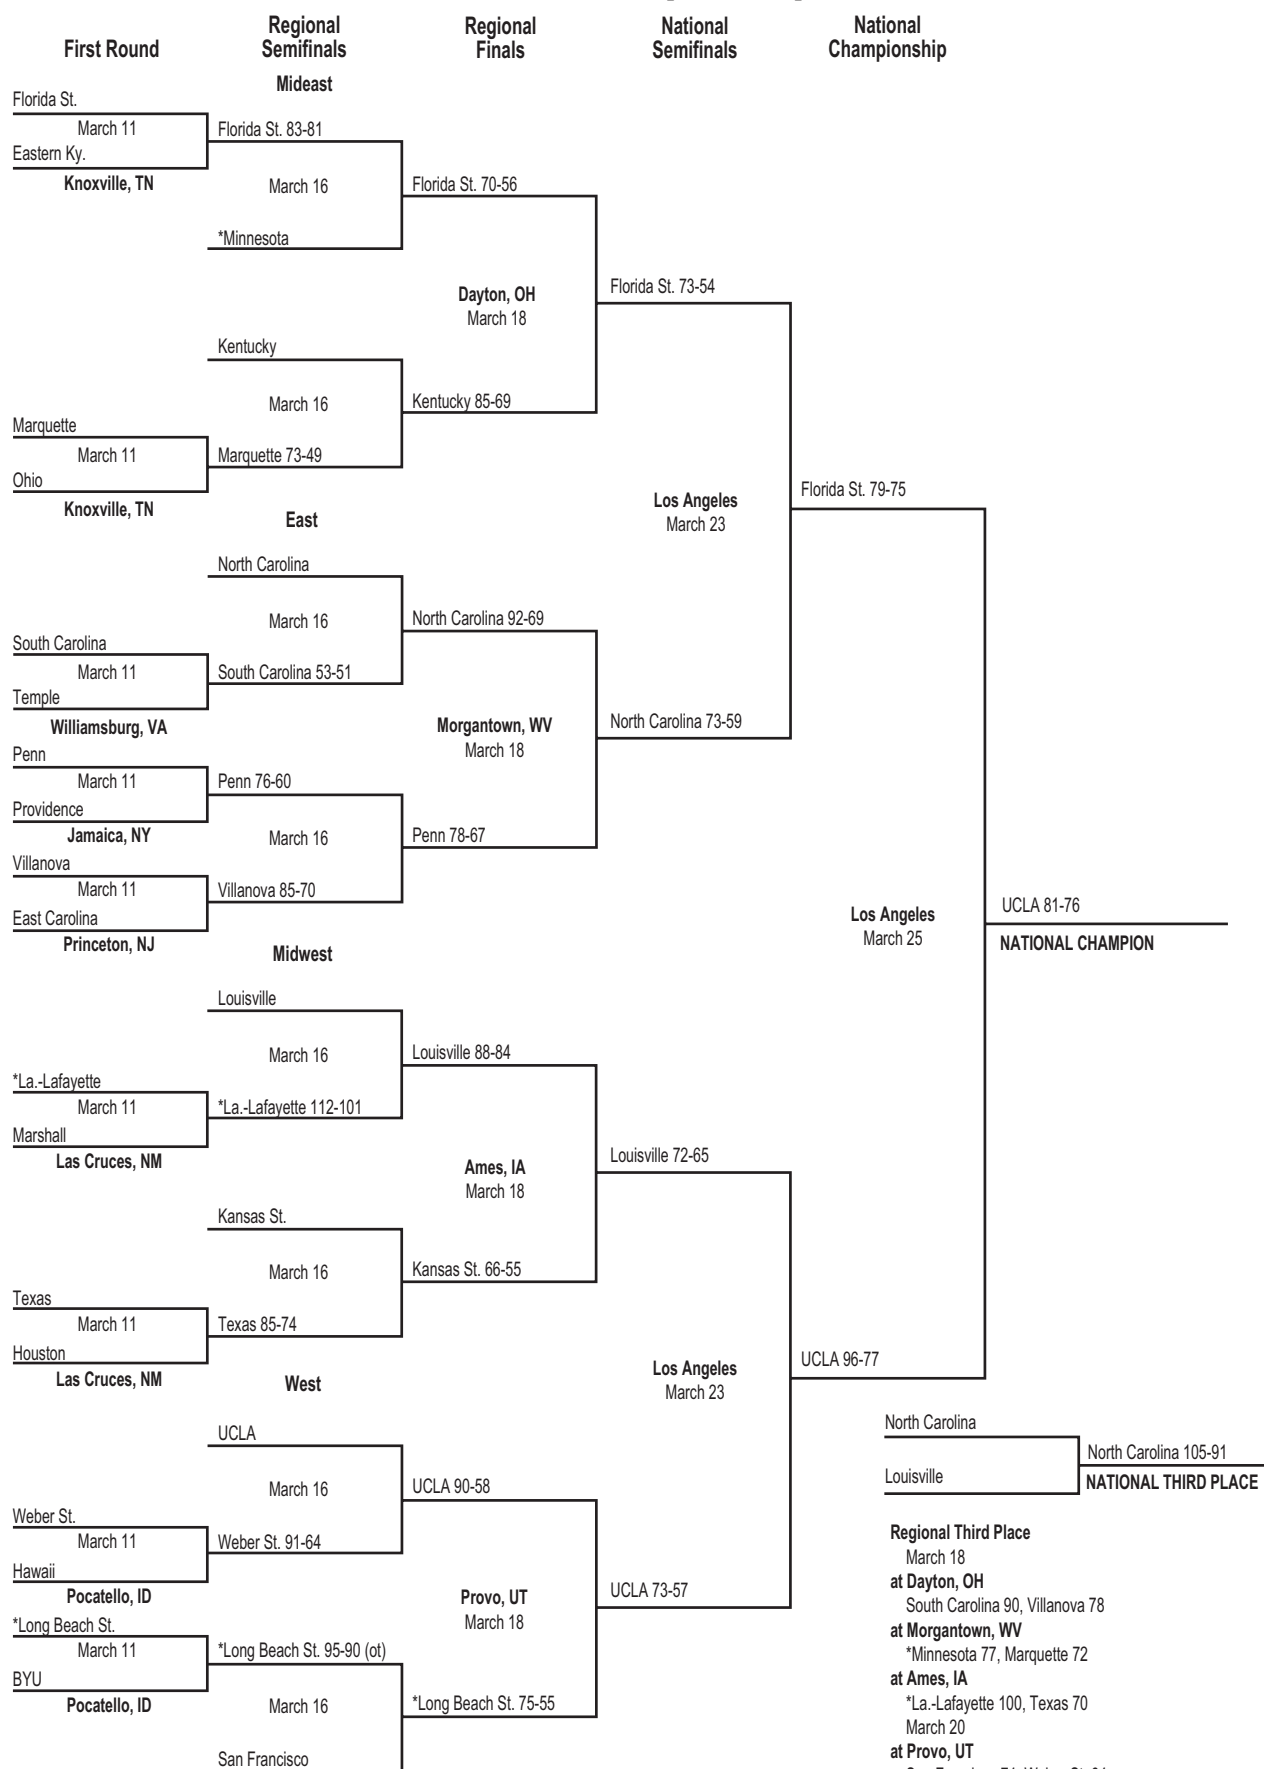 First Round
Regional
Semifinals
Regional
Finals
National
Semifinals
National
Championship
Mideast
Florida St.
March 11
Eastern Ky.
Knoxville, TN
Florida St. 83-81
March 16
*Minnesota
Florida St. 70-56
Dayton, OH
March 18
Florida St. 73-54
Kentucky
March 16
Kentucky 85-69
Marquette
March 11
Ohio
Knoxville, TN
Marquette 73-49
Los Angeles
March 23
Florida St. 79-75
East
North Carolina
March 16
North Carolina 92-69
South Carolina
March 11
Temple
Williamsburg, VA
South Carolina 53-51
Morgantown, WV
March 18
North Carolina 73-59
Penn
March 11
Providence
Jamaica, NY
Penn 76-60
March 16
Penn 78-67
Villanova
March 11
East Carolina
Princeton, NJ
Villanova 85-70
Los Angeles
March 25
UCLA 81-76
NATIONAL CHAMPION
Midwest
Louisville
March 16
Louisville 88-84
*La.-Lafayette
March 11
Marshall
Las Cruces, NM
*La.-Lafayette 112-101
Ames, IA
March 18
Louisville 72-65
Kansas St.
March 16
Kansas St. 66-55
Texas
March 11
Houston
Las Cruces, NM
Texas 85-74
Los Angeles
March 23
UCLA 96-77
West
UCLA
March 16
UCLA 90-58
Weber St.
March 11
Hawaii
Pocatello, ID
Weber St. 91-64
Provo, UT
March 18
UCLA 73-57
*Long Beach St.
March 11
BYU
Pocatello, ID
*Long Beach St. 95-90 (ot)
March 16
*Long Beach St. 75-55
San Francisco
North Carolina
Louisville
North Carolina 105-91
NATIONAL THIRD PLACE
Regional Third Place
March 18
at Dayton, OH
South Carolina 90, Villanova 78
at Morgantown, WV
*Minnesota 77, Marquette 72
at Ames, IA
*La.-Lafayette 100, Texas 70
March 20
at Provo, UT